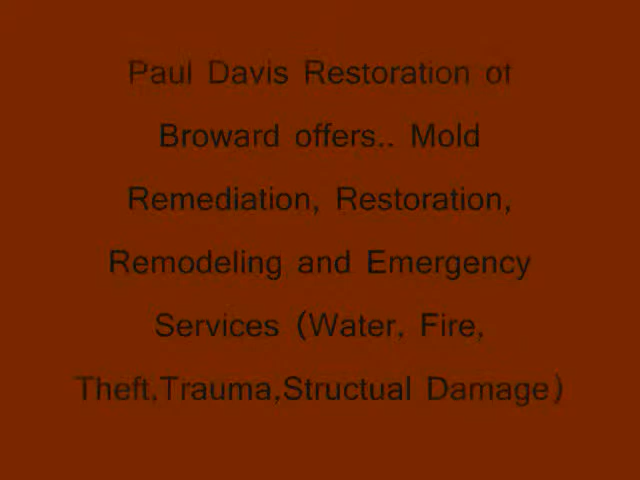 Paul Davis Restoration of
Broward offers.. Mold
Remediation, Restoration,
Remodeling and Emergency
Services (Water, Fire,
Theft,Trauma,Structual Damage)